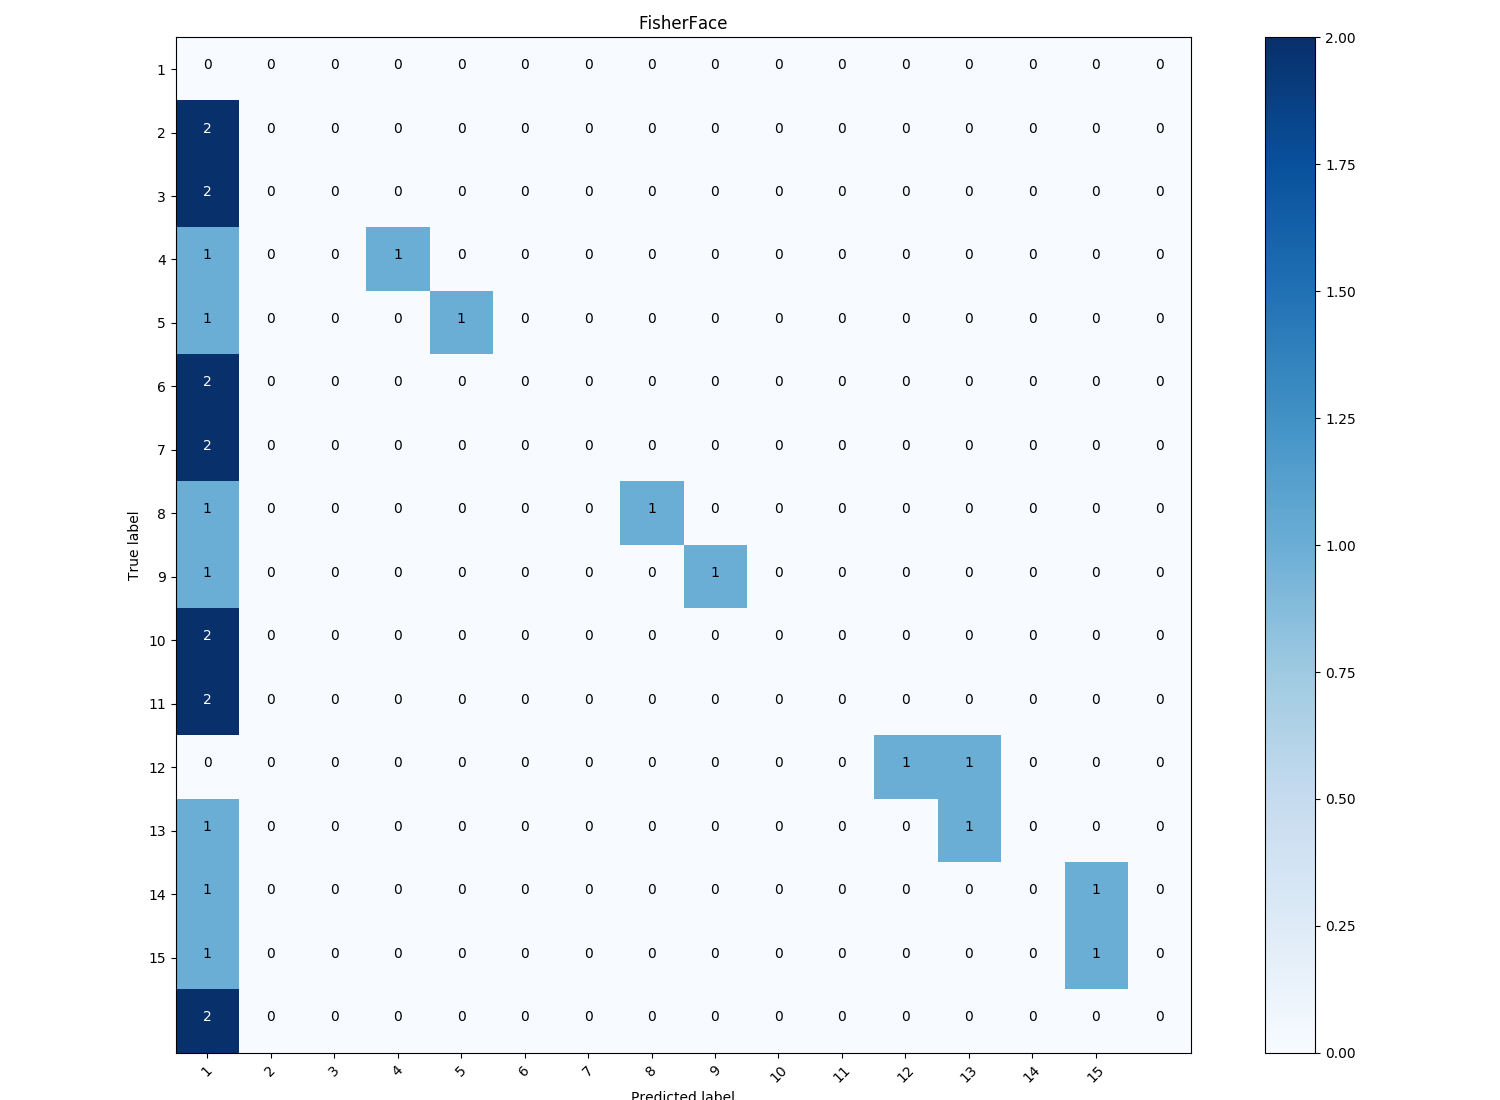 FisherFace
1 0 0 0 0 0 0 0 0 0 0 0 0 0 0 0 0
2 2 0 0 0 0 0 0 0 0 0 0 0 0 0 0 0
3 2 0 0 0 0 0 0 0 0 0 0 0 0 0 0 0
4 1 0 0 1 0 0 0 0 0 0 0 0 0 0 0 0
5 1 0 0 0 1 0 0 0 0 0 0 0 0 0 0 0
6 2 0 0 0 0 0 0 0 0 0 0 0 0 0 0 0
7 2 0 0 0 0 0 0 0 0 0 0 0 0 0 0 0
8 1 0 0 0 0 0 0 1 0 0 0 0 0 0 0 0
9 1 0 0 0 0 0 0 0 1 0 0 0 0 0 0 0
10 2 0 0 0 0 0 0 0 0 0 0 0 0 0 0 0
11 2 0 0 0 0 0 0 0 0 0 0 0 0 0 0 0
12 0 0 0 0 0 0 0 0 0 0 0 1 1 0 0 0
13 1 0 0 0 0 0 0 0 0 0 0 0 1 0 0 0
14 1 0 0 0 0 0 0 0 0 0 0 0 0 0 1 0
15 1 0 0 0 0 0 0 0 0 0 0 0 0 0 1 0
2 0 0 0 0 0 0 0 0 0 0 0 0 0 0 0
1 2 3 4 5 6 7 8 9 10 11 12 13 14 15
True label
Predicted label
2.00
1.75
1.50
1.25
1.00
0.75
0.50
0.25
0.00